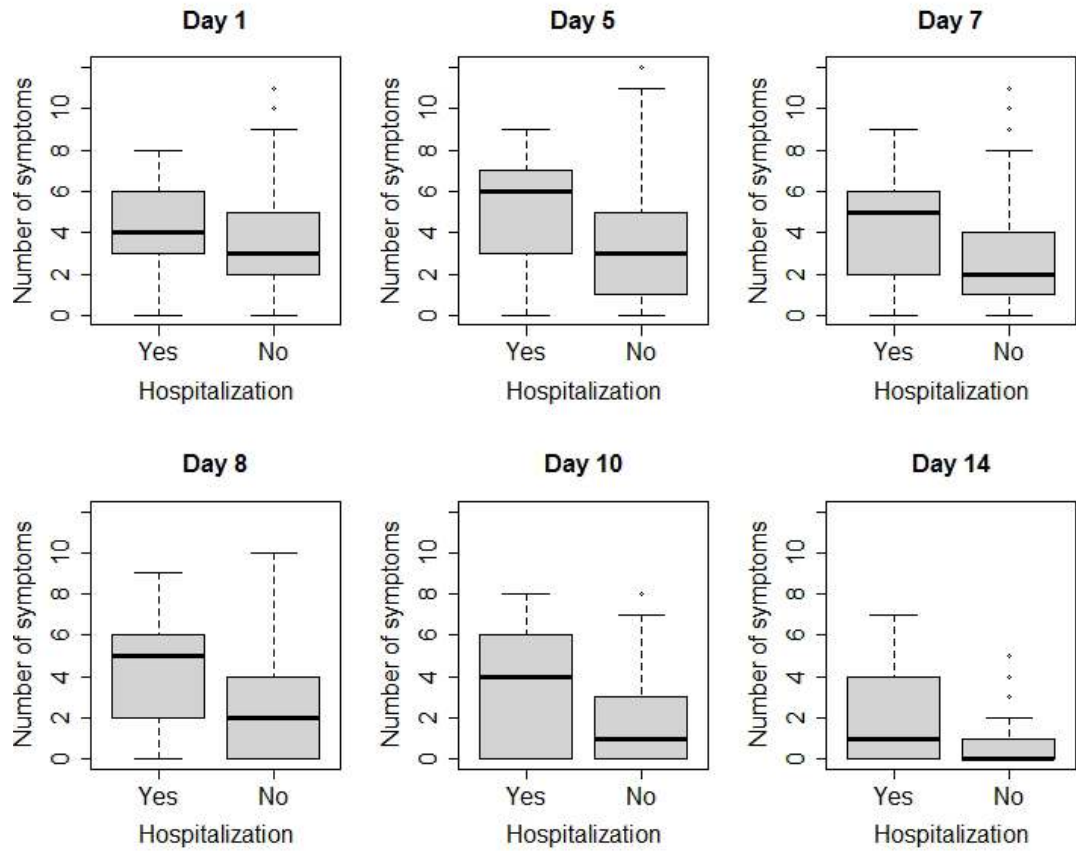 Day 1
Day 5
Day 7
Number of symptoms
0 2 4 6 8 10
Yes No
Hospitalization
Number of symptoms
0 2 4 6 8 10
Yes No
Hospitalization
Number of symptoms
0 2 4 6 8 10
Yes No
Hospitalization
Day 8
Day 10
Day 14
Number of symptoms
0 2 4 6 8 10
Yes No
Hospitalization
Number of symptoms
0 2 4 6 8 10
Yes No
Hospitalization
Number of symptoms
0 2 4 6 8 10
Yes No
Hospitalization